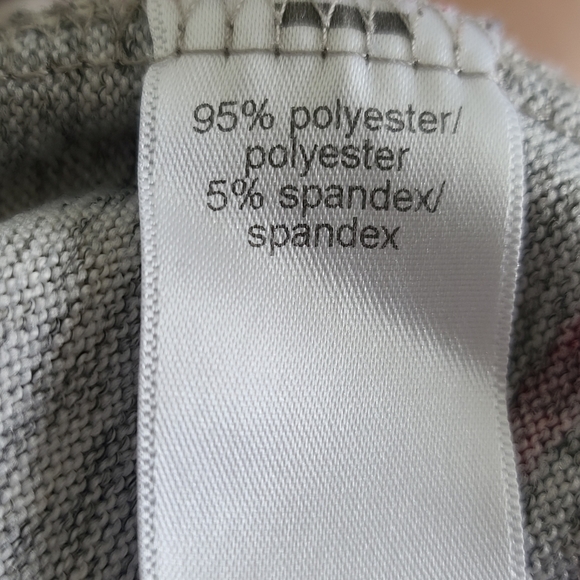 95% polyester/
polyester
5% spandex/
spandex